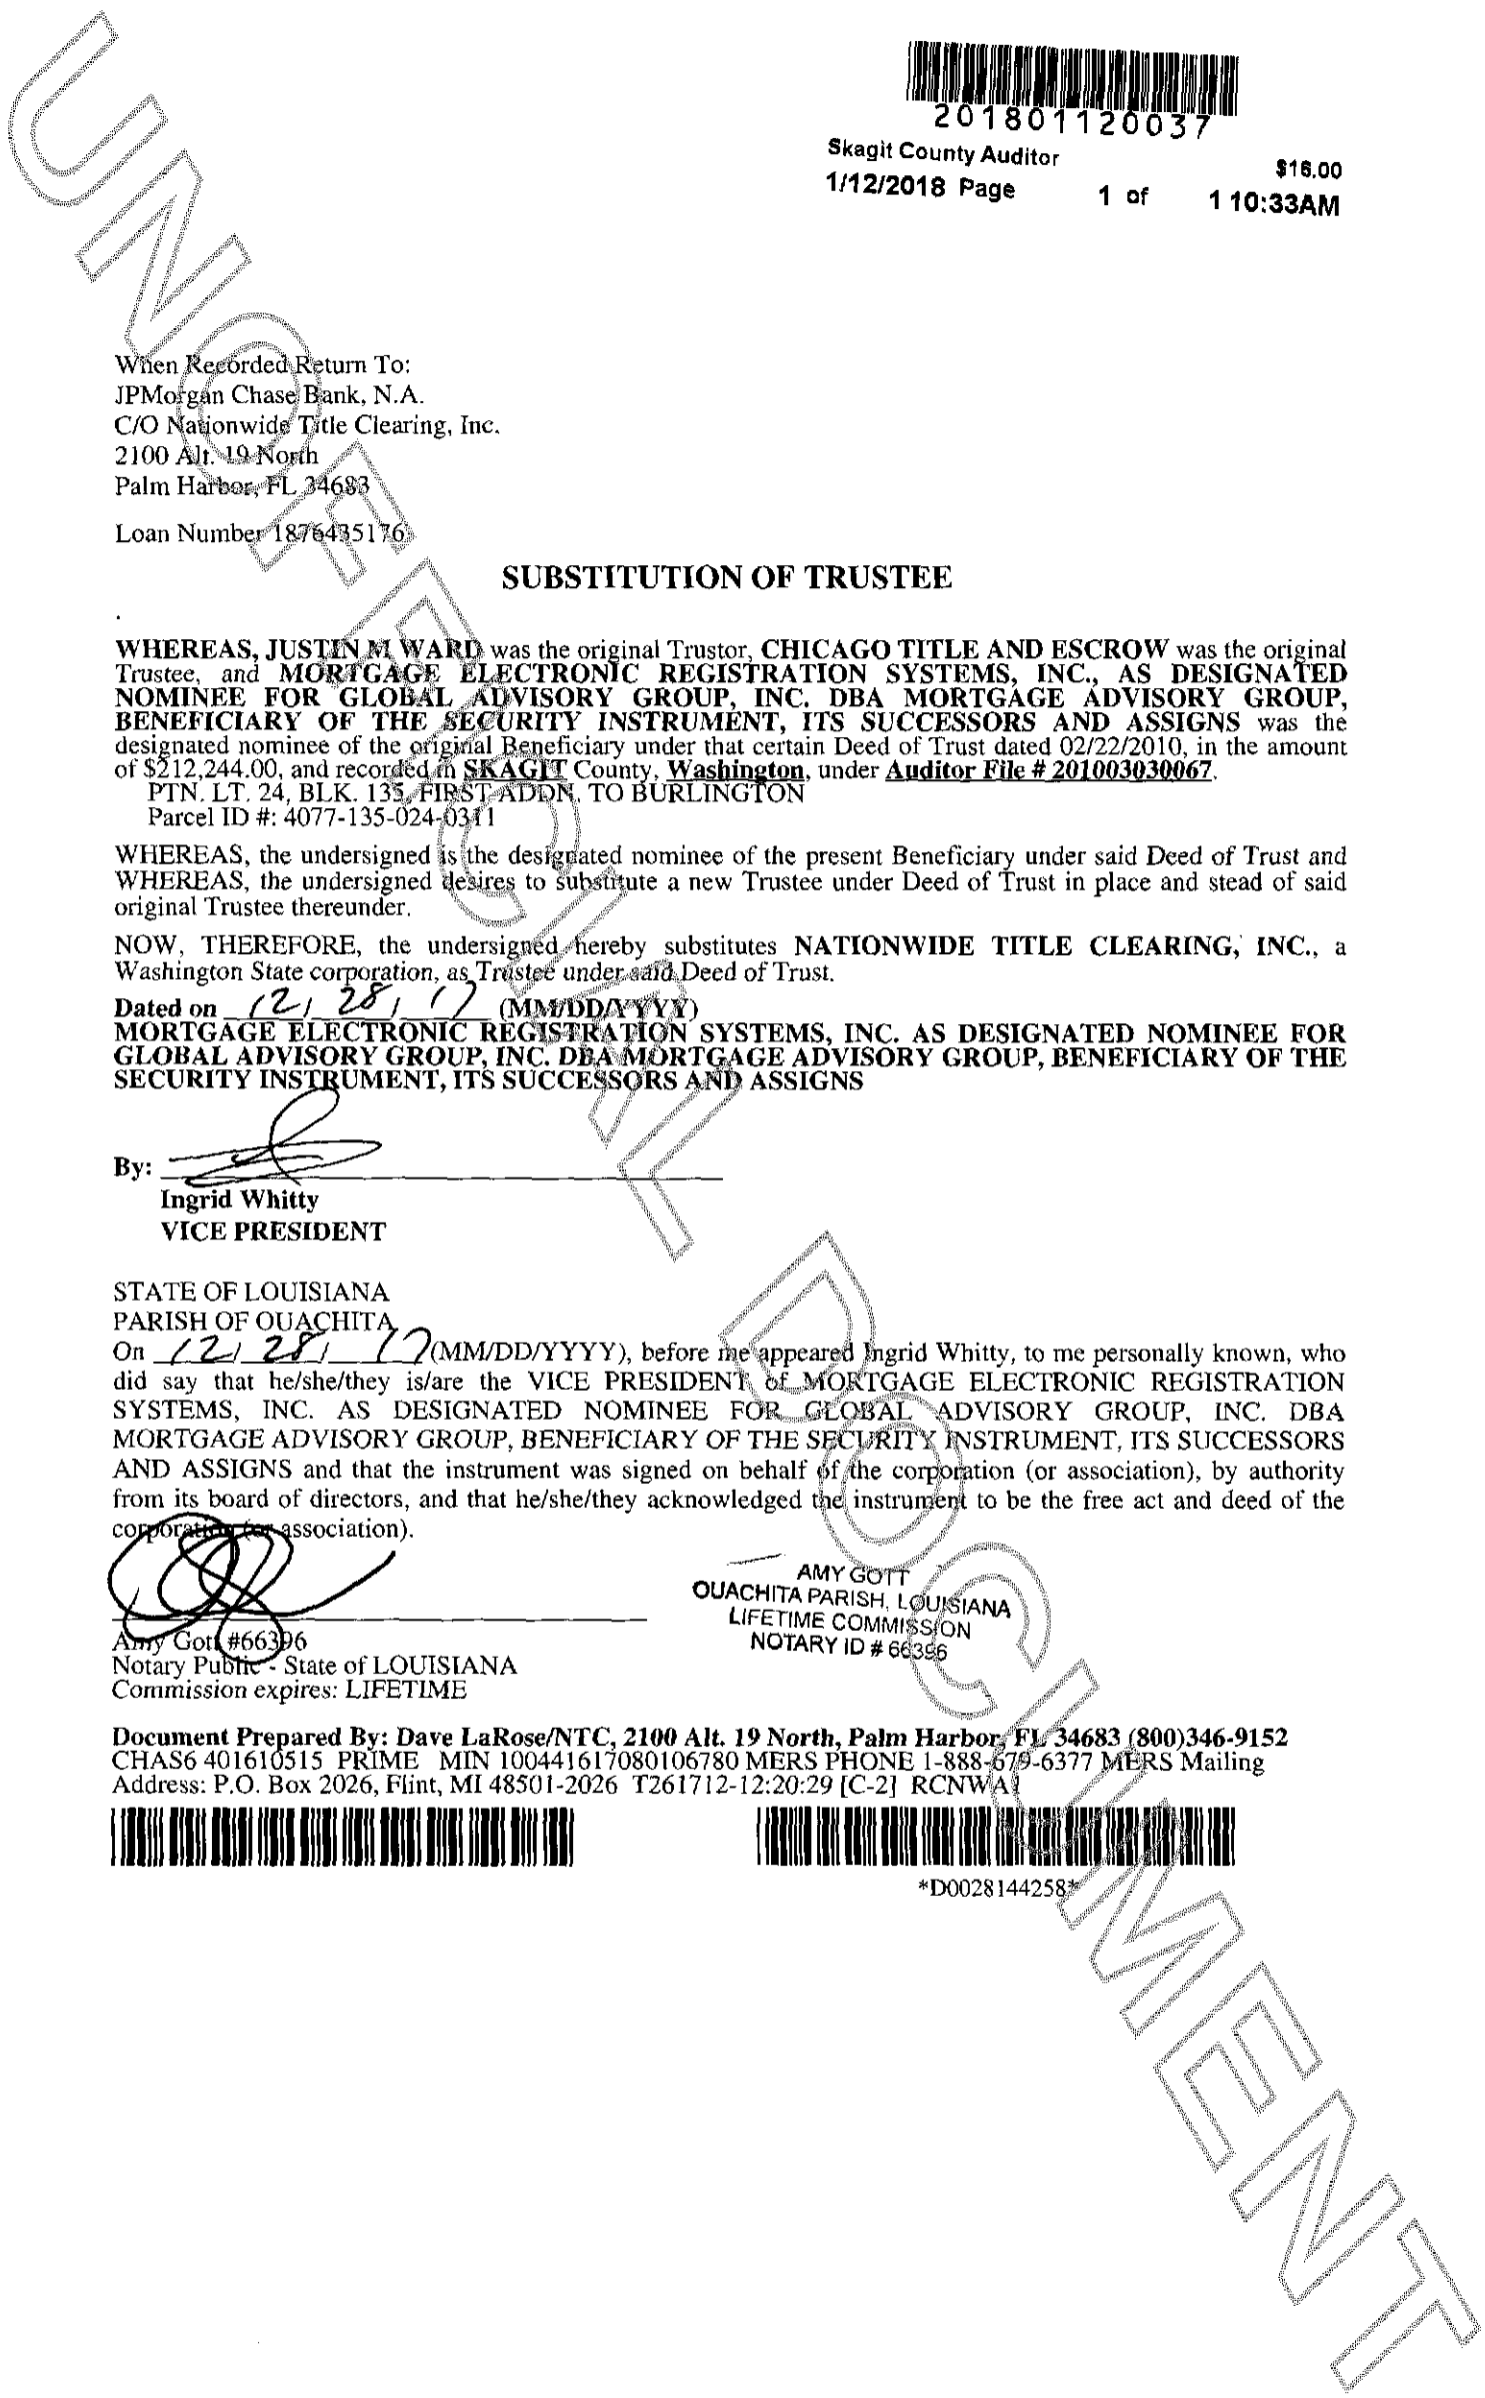 201801120037
Skagit County Auditor $16.00
1/12/2018 Page 1 of 1 10:33AM
When Recorded Return To:
JPMorgan Chase Bank, N.A.
C/O Nationwide Title Clearing, Inc.
2100 Alt. 19 North
Palm Harbor, FL 34683
Loan Number 1876435176
SUBSTITUTION OF TRUSTEE
.
WHEREAS, JUSTIN M WARD was the original Trustor, CHICAGO TITLE AND ESCROW was the original
Trustee, and MORTGAGE ELECTRONIC REGISTRATION SYSTEMS, INC., AS DESIGNATED
NOMINEE FOR GLOBAL ADVISORY GROUP, INC. DBA MORTGAGE ADVISORY GROUP,
BENEFICIARY OF THE SECURITY INSTRUMENT, ITS SUCCESSORS AND ASSIGNS was the
designated nominee of the original Beneficiary under that certain Deed of Trust dated 02/22/2010, in the amount
of $212,244.00, and recorded in SKAGIT County, Washington, under Auditor File # 201003030067.
PTN. LT. 24, BLK. 135, FIRST ADDN. TO BURLINGTON
Parcel ID #: 4077-135-024-0311
WHEREAS, the undersigned is the designated nominee of the present Beneficiary under said Deed of Trust and
WHEREAS, the undersigned desires to substitute a new Trustee under Deed of Trust in place and stead of said
original Trustee thereunder.
NOW, THEREFORE, the undersigned hereby substitutes NATIONWIDE TITLE CLEARING, INC., a
Washington State corporation, as Trustee under said Deed of Trust.
Dated on 12/ 28/ 17 (MM/DD/YYYY)
MORTGAGE ELECTRONIC REGISTRATION SYSTEMS, INC. AS DESIGNATED NOMINEE FOR
GLOBAL ADVISORY GROUP, INC. DBA MORTGAGE ADVISORY GROUP, BENEFICIARY OF THE
SECURITY INSTRUMENT, ITS SUCCESSORS AND ASSIGNS
By:
Ingrid Whitty
VICE PRESIDENT
STATE OF LOUISIANA
PARISH OF OUACHITA
On 12/ 28/ 17 (MM/DD/YYYY), before me appeared Ingrid Whitty, to me personally known, who
did say that he/she/they is/are the VICE PRESIDENT of MORTGAGE ELECTRONIC REGISTRATION
SYSTEMS, INC. AS DESIGNATED NOMINEE FOR GLOBAL ADVISORY GROUP, INC. DBA
MORTGAGE ADVISORY GROUP, BENEFICIARY OF THE SECURITY INSTRUMENT, ITS SUCCESSORS
AND ASSIGNS and that the instrument was signed on behalf of the corporation (or association), by authority
from its board of directors, and that he/she/they acknowledged the instrument to be the free act and deed of the
corporation (or association).
AMY GOTT
OUACHITA PARISH, LOUISIANA
LIFETIME COMMISSION
NOTARY ID # 66396
Amy Gott #66396
Notary Public - State of LOUISIANA
Commission expires: LIFETIME
Document Prepared By: Dave LaRose/NTC, 2100 Alt. 19 North, Palm Harbor, FL 34683 (800)346-9152
CHAS6 401610515 PRIME MIN 100441617080106780 MERS PHONE 1-888-679-6377 MERS Mailing
Address: P.O. Box 2026, Flint, MI 48501-2026 T261712-12:20:29 [C-2] RCNWA1
*D0028144258*
UNOFFICIAL DOCUMENT